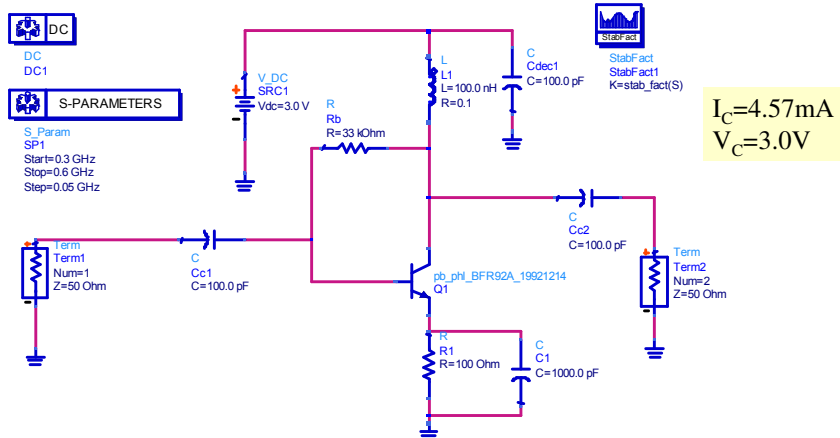 DC
DC
DC1
S-PARAMETERS
S_Param
SP1
Start=0.3 GHz
Stop=0.6 GHz
Step=0.05 GHz
V_DC
SRC1
Vdc=3.0 V
R
Rb
R=33 kOhm
L
L1
L=100.0 nH
R=0.1
C
Cdec1
C=100.0 pF
StabFact
StabFact
StabFact1
K=stab_fact(S)
I_C=4.57mA
V_C=3.0V
Term
Term1
Num=1
Z=50 Ohm
C
Cc1
C=100.0 pF
pb_phl_BFR92A_19921214
Q1
C
Cc2
C=100.0 pF
Term
Term2
Num=2
Z=50 Ohm
R
R1
R=100 Ohm
C
C1
C=1000.0 pF